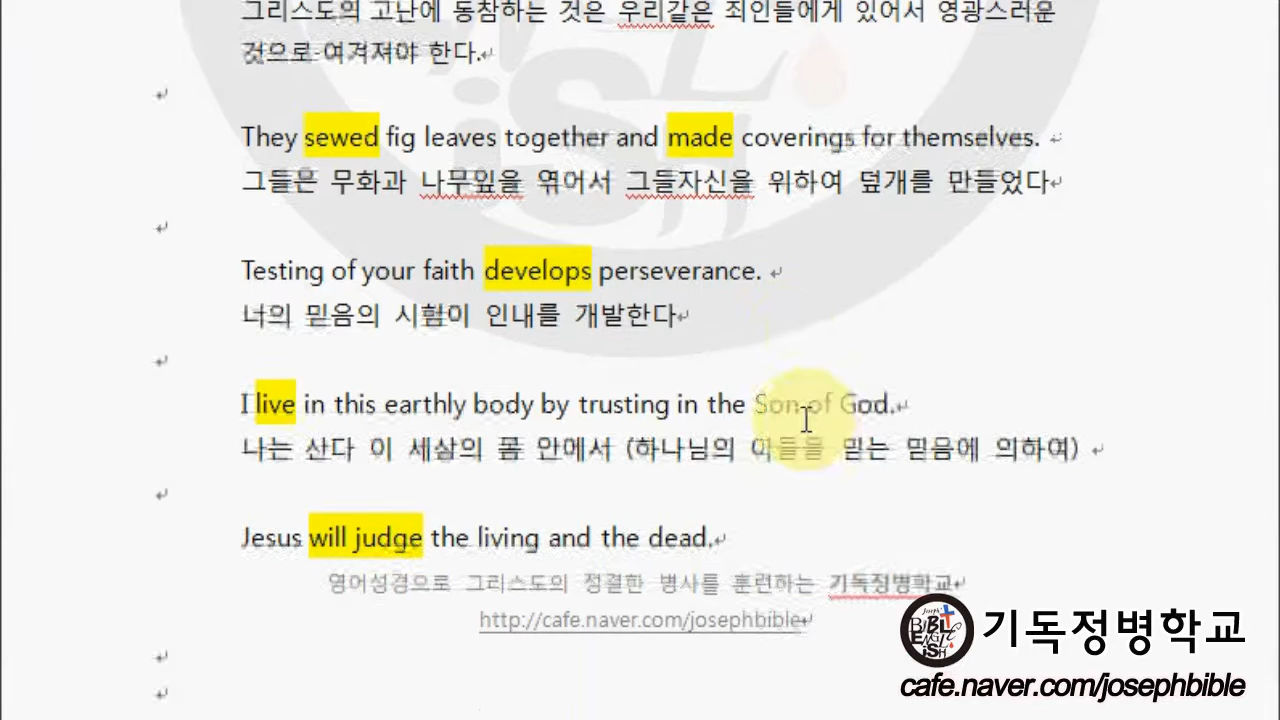 그리스도의 고난에 동참하는 것은 우리같은 죄인들에게 있어서 영광스러운
것으로 여겨져야 한다.
They sewed fig leaves together and made coverings for themselves.
그들은 무화과 나무잎을 엮어서 그들자신을 위하여 덮개를 만들었다
Testing of your faith develops perseverance.
너의 믿음의 시험이 인내를 개발한다
I live in this earthly body by trusting in the Son of God.
나는 산다 이 세상의 몸 안에서 (하나님의 아들을 믿는 믿음에 의하여)
Jesus will judge the living and the dead.
영어성경으로 그리스도의 정결한 병사를 훈련하는 기독정병학교
http://cafe.naver.com/josephbible
Joseph
BIBLE
ENGLISH
기독정병학교
cafe.naver.com/josephbible